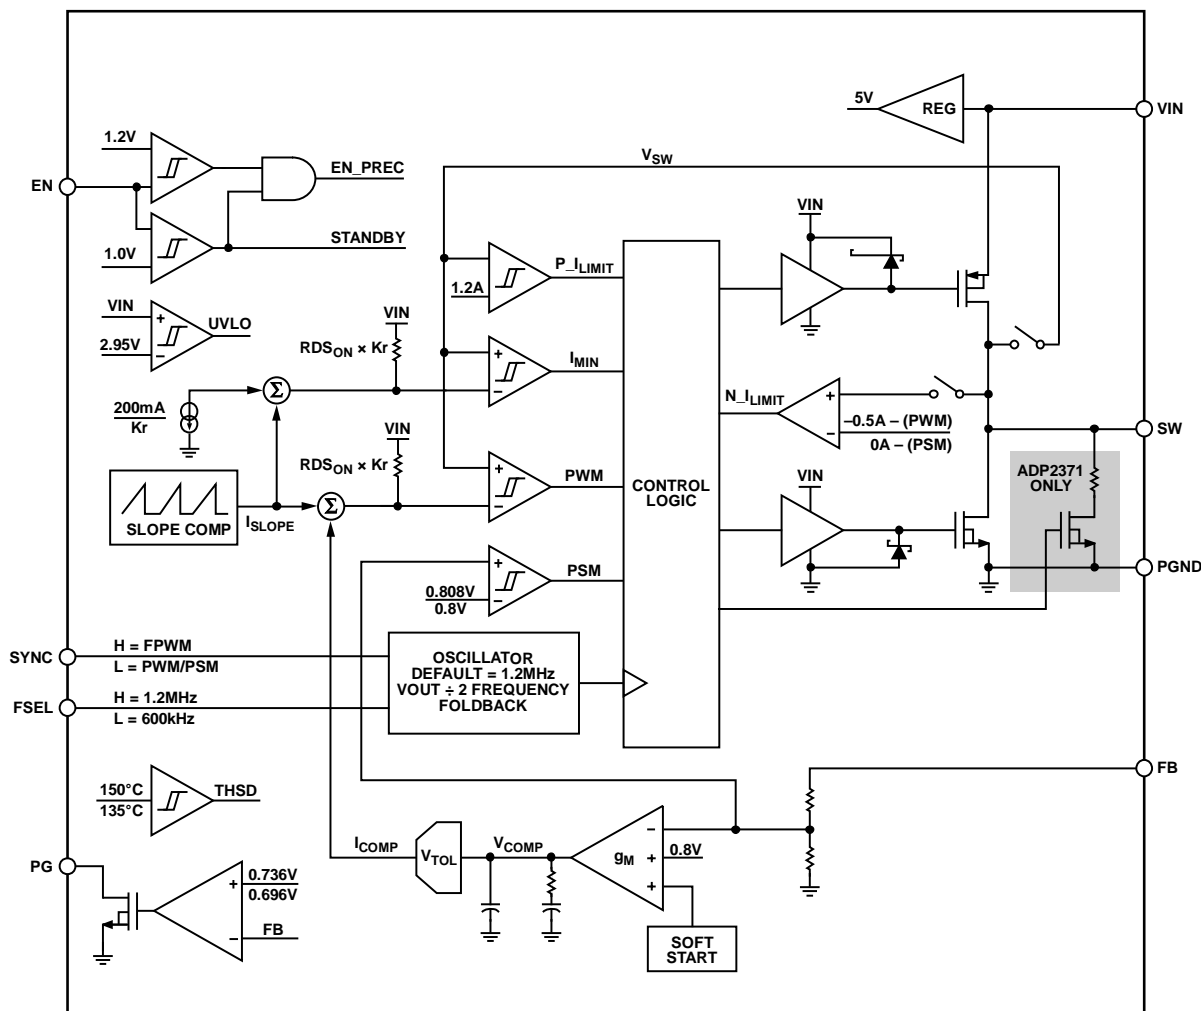 5V
REG
VIN
1.2V
EN
EN_PREC
STANDBY
1.0V
VSW
VIN
P_ILIMIT
1.2A
VIN
+
UVLO
2.95V
–
VIN
RDSON × Kr
+
IMIN
–
Σ
200mA
Kr
N_ILIMIT
+
–
–0.5A – (PWM)
0A – (PSM)
SW
VIN
RDSON × Kr
+
PWM
–
CONTROL
LOGIC
VIN
ADP2371
ONLY
SLOPE COMP
ISLOPE
Σ
+
PSM
–
0.808V
0.8V
PGND
SYNC
H = FPWM
L = PWM/PSM
FSEL
H = 1.2MHz
L = 600kHz
OSCILLATOR
DEFAULT = 1.2MHz
VOUT ÷ 2 FREQUENCY
FOLDBACK
FB
150°C
135°C
THSD
ICOMP
VTOL
VCOMP
gM
–
+
0.8V
+
SOFT
START
PG
+
0.736V
0.696V
–
FB